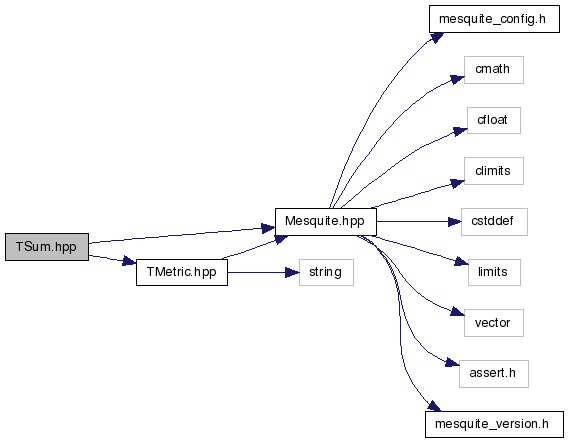 mesquite_config.h
cmath
cfloat
climits
Mesquite.hpp
cstddef
TSum.hpp
TMetric.hpp
string
limits
vector
assert.h
mesquite_version.h